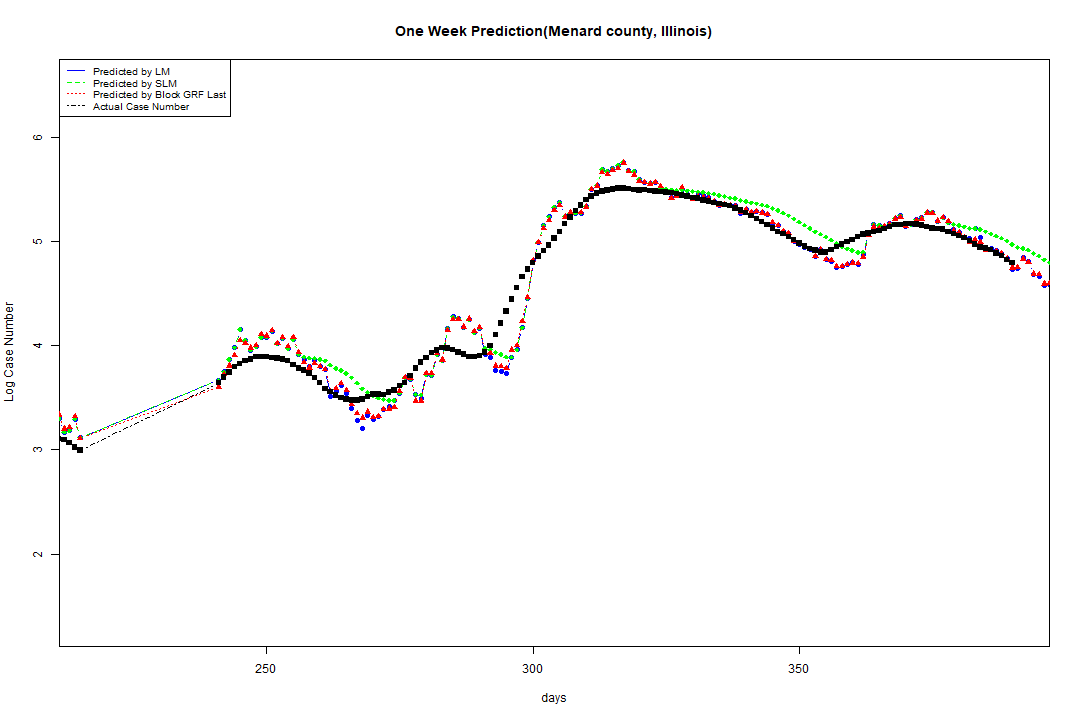 One Week Prediction(Menard county, Illinois)
Predicted by LM
Predicted by SLM
Predicted by Block GRF Last
Actual Case Number
6
5
4
3
2
Log Case Number
250
300
350
days